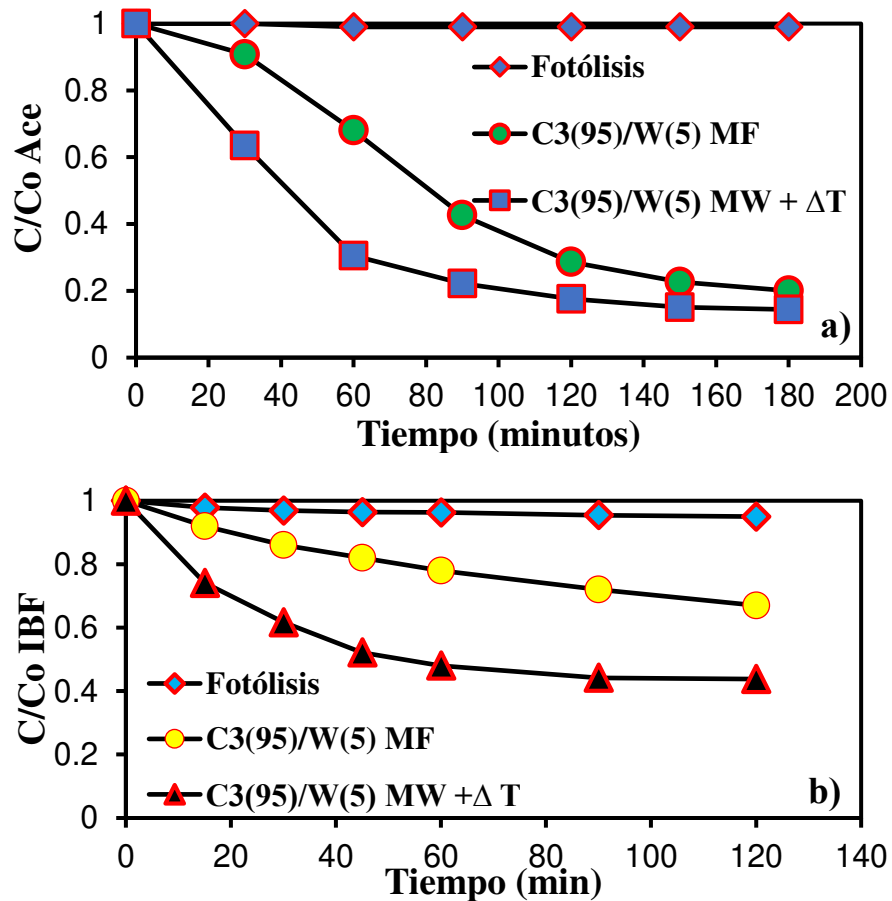 C/Co Ace
1
0.8
0.6
0.4
0.2
0
Fotólisis
C3(95)/W(5) MF
C3(95)/W(5) MW + ΔT
a)
0 20 40 60 80 100 120 140 160 180 200
Tiempo (minutos)
C/Co IBF
1
0.8
0.6
0.4
0.2
0
Fotólisis
C3(95)/W(5) MF
C3(95)/W(5) MW +Δ T
b)
0 20 40 60 80 100 120 140
Tiempo (min)